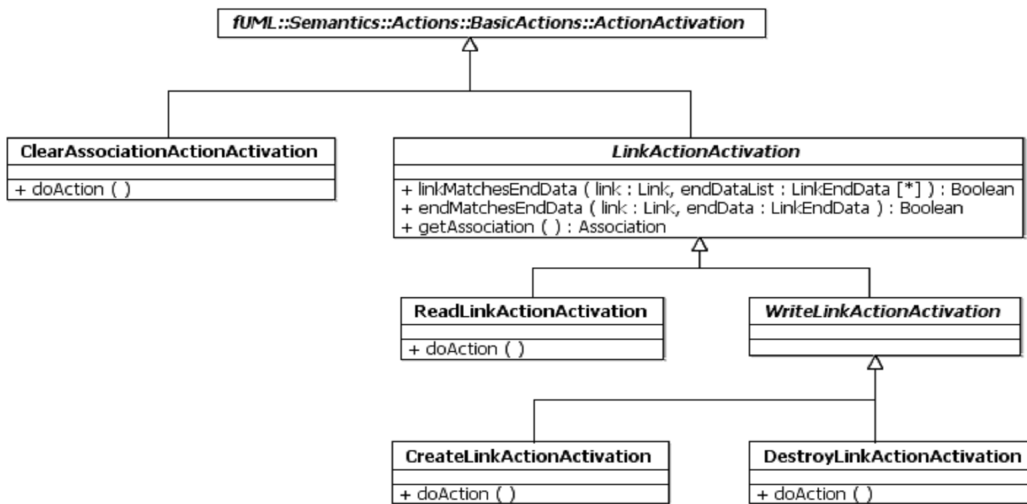 fUML::Semantics::Actions::BasicActions::ActionActivation
ClearAssociationActionActivation
+ doAction ( )
LinkActionActivation
+ linkMatchesEndData ( link : Link, endDataList : LinkEndData [*] ) : Boolean
+ endMatchesEndData ( link : Link, endData : LinkEndData ) : Boolean
+ getAssociation ( ) : Association
ReadLinkActionActivation
+ doAction ( )
WriteLinkActionActivation
CreateLinkActionActivation
+ doAction ( )
DestroyLinkActionActivation
+ doAction ( )